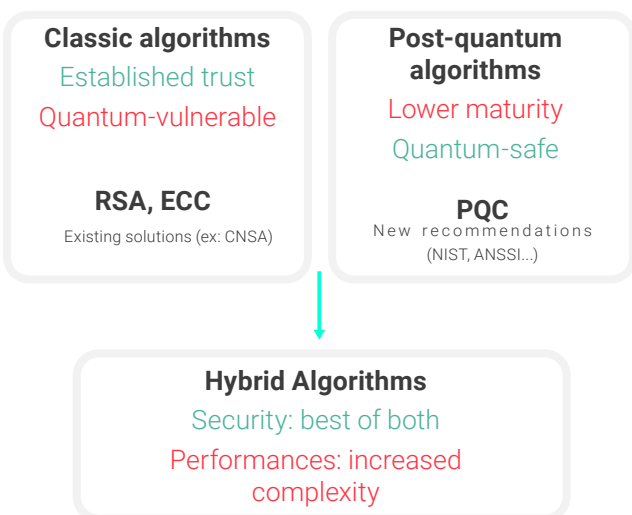 Classic algorithms
Established trust
Quantum-vulnerable
RSA, ECC
Existing solutions (ex: CNSA)
Post-quantum
algorithms
Lower maturity
Quantum-safe
PQC
New recommendations
(NIST, ANSSI...)
Hybrid Algorithms
Security: best of both
Performances: increased
complexity